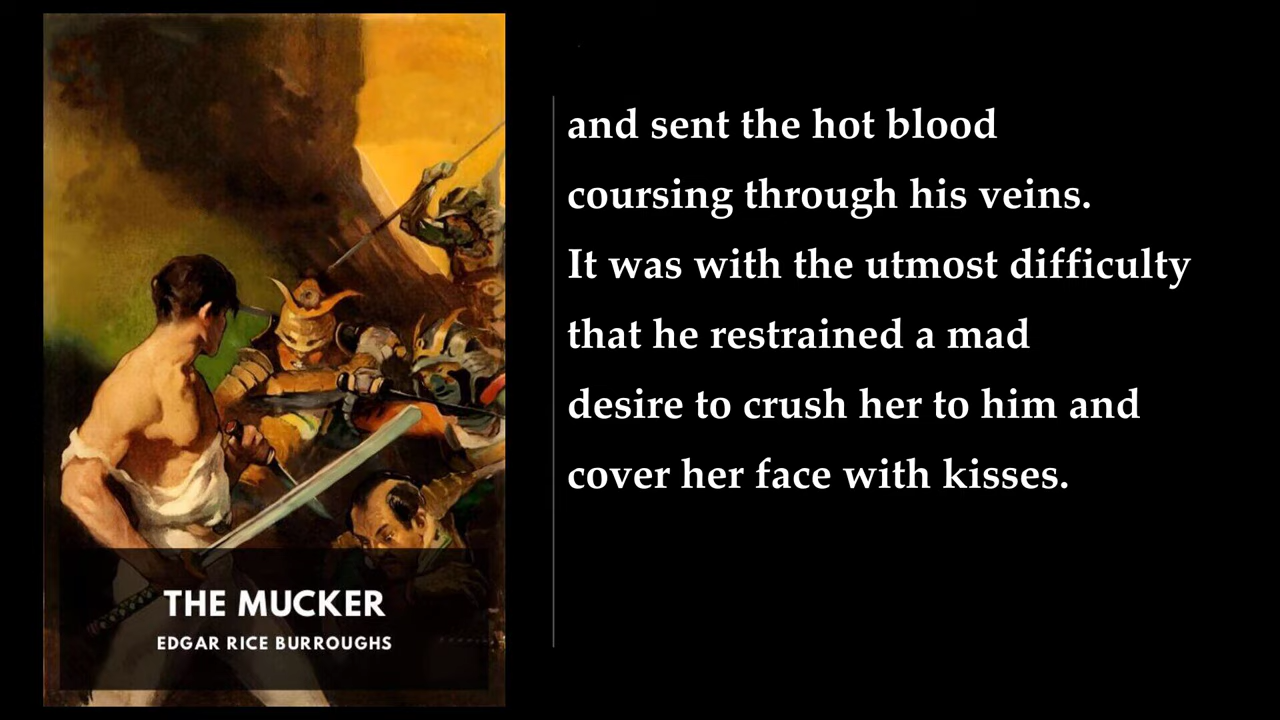 THE MUCKER
EDGAR RICE BURROUGHS
and sent the hot blood
coursing through his veins.
It was with the utmost difficulty
that he restrained a mad
desire to crush her to him and
cover her face with kisses.